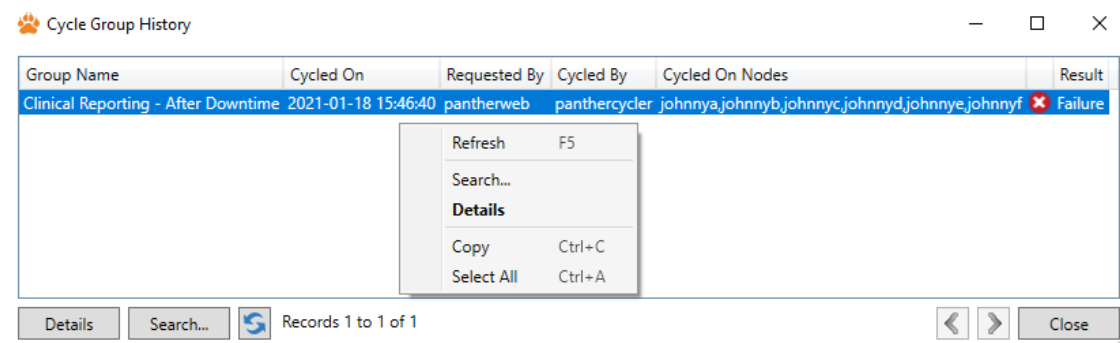 Cycle Group History
Group Name Cycled On Requested By Cycled By Cycled On Nodes Result
Clinical Reporting - After Downtime 2021-01-18 15:46:40 pantherweb panthercycler johnnya,johnnyb,johnnyc,johnnyd,johnnye,johnnyf Failure
Refresh F5
Search...
Details
Copy Ctrl+C
Select All Ctrl+A
Details Search... Records 1 to 1 of 1 Close